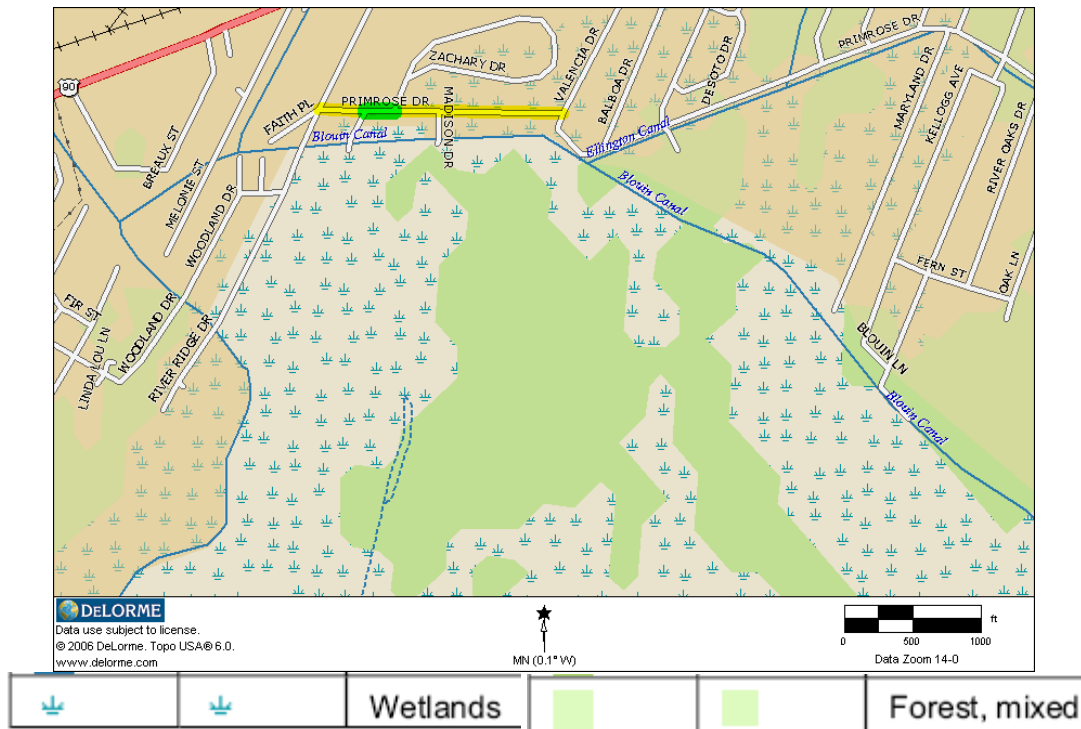 PRIMROSE DR
ZACHARY DR
VALENCIA DR
BALBOA DR
DESOTO DR
MARYLAND DR
KELLOGG AVE
RIVER OAKS DR
90
FAITH PL
PRIMROSE DR
MADISON DR
Blouin Canal
Ellington Canal
BREAUX ST
MELONIE ST
WOODLAND DR
Blouin Canal
FERN ST
OAK LN
FIR ST
LINDA LOU LN
WOODLAND DR
RIVER RIDGE DR
BLOUIN LN
Blouin Canal
DELORME
Data use subject to license.
© 2006 DeLorme. Topo USA® 6.0.
www.delorme.com
MN (0.1° W)
ft
0 500 1000
Data Zoom 14-0
Wetlands
Forest, mixed